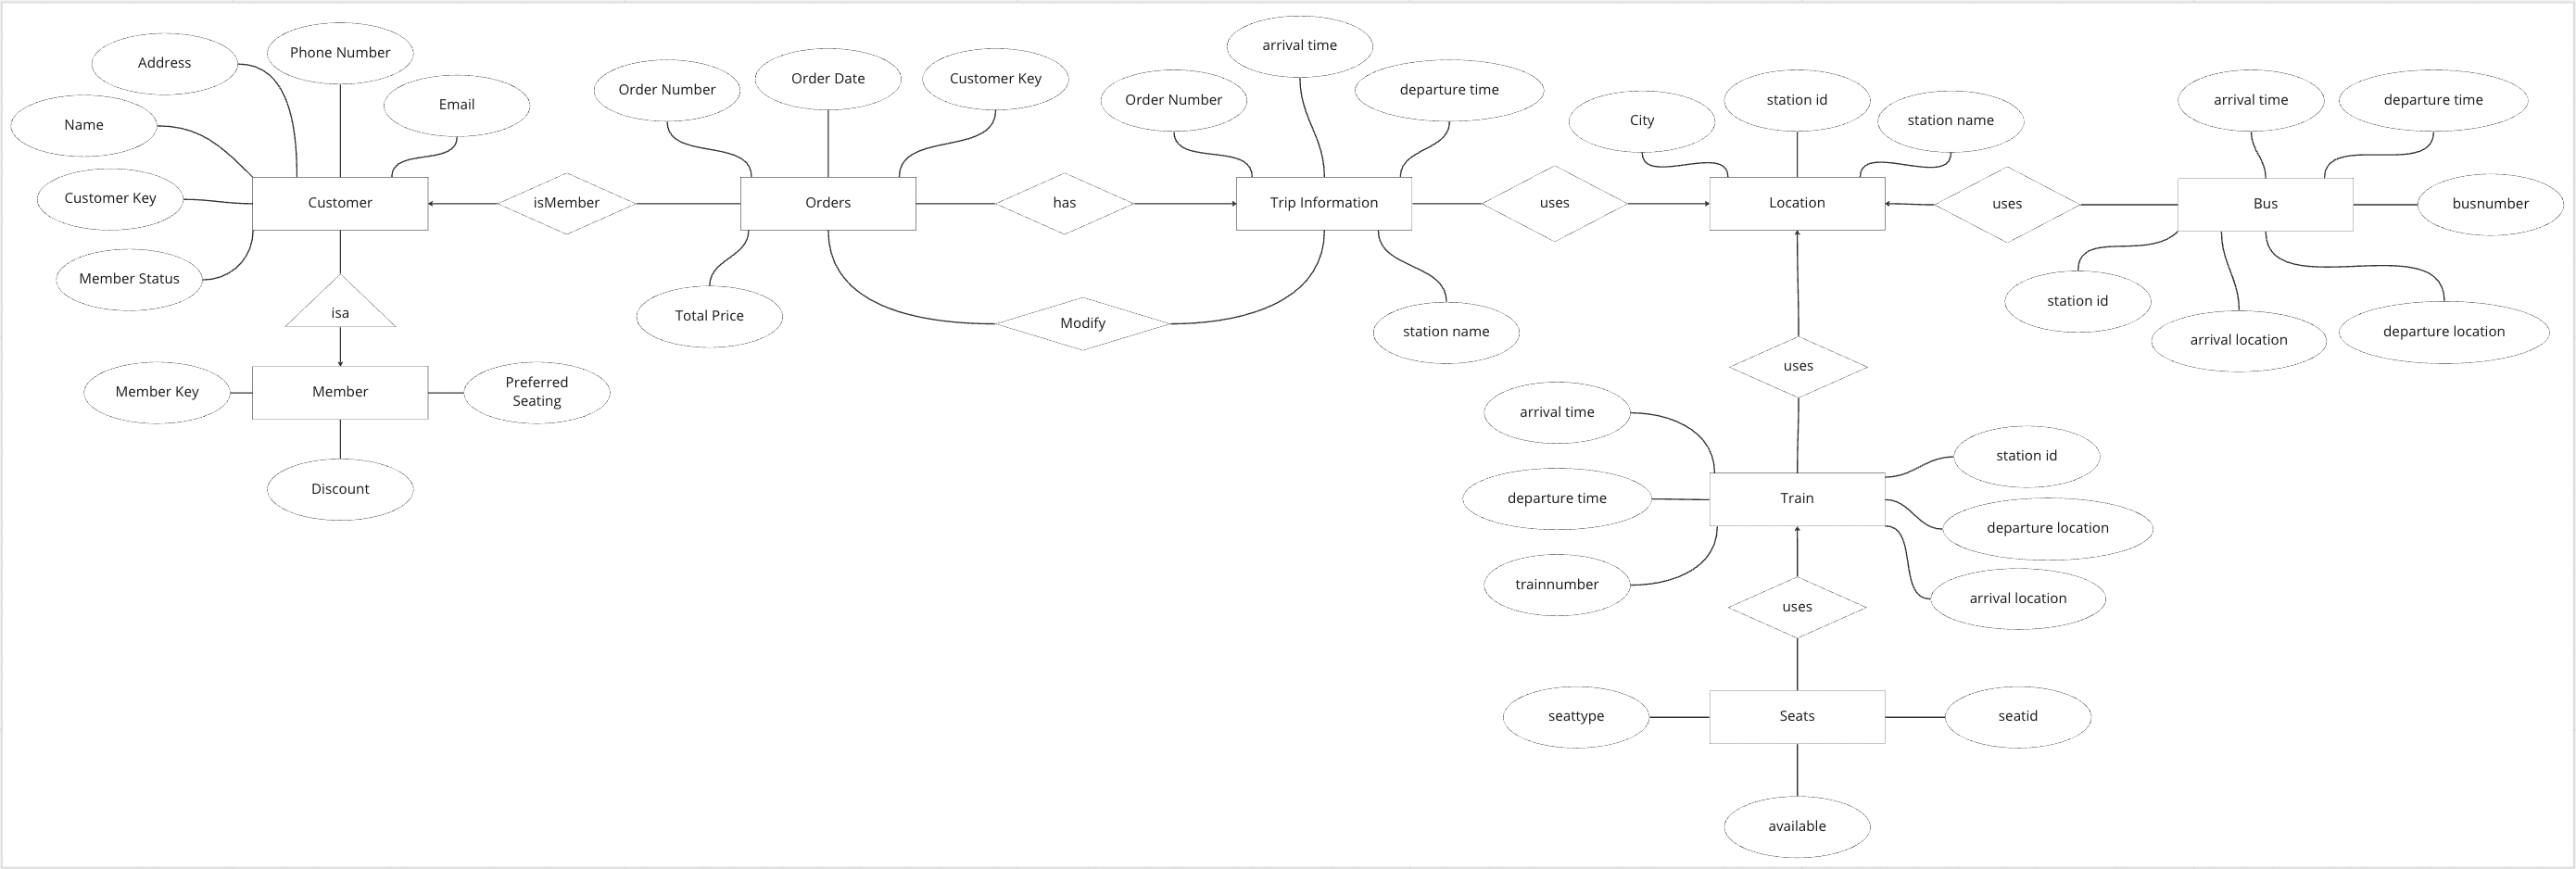 Address
Phone Number
Email
Name
Customer Key
Member Status
Customer
isa
Member Key
Member
Preferred
Seating
Discount
isMember
Order Number
Order Date
Customer Key
Orders
Total Price
has
Modify
Order Number
arrival time
departure time
Trip Information
station name
uses
City
station id
station name
Location
uses
arrival time
departure time
busnumber
Bus
station id
arrival location
departure location
uses
arrival time
departure time
trainnumber
Train
station id
departure location
arrival location
uses
seattype
Seats
seatid
available